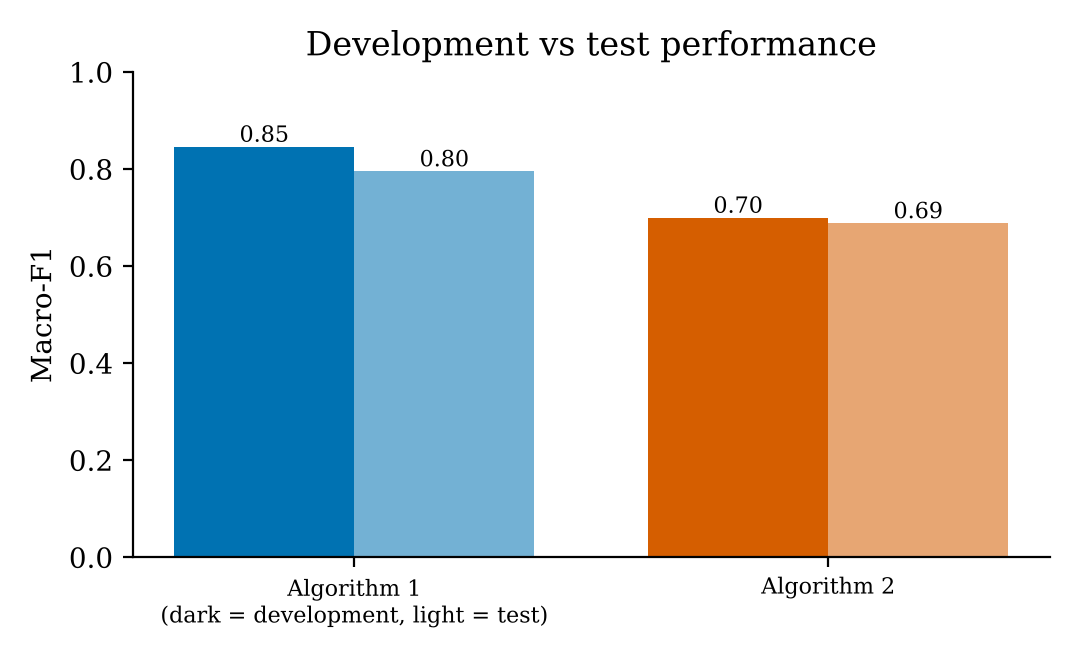 Development vs test performance
Macro-F1
1.0
0.8
0.6
0.4
0.2
0.0
0.85
0.80
0.70
0.69
Algorithm 1
(dark = development, light = test)
Algorithm 2